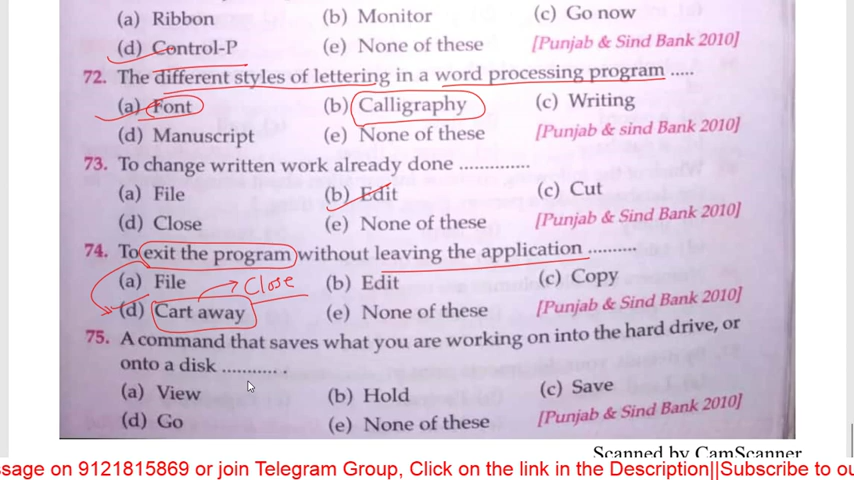 (a) Ribbon (b) Monitor (c) Go now
(d) Control-P (e) None of these [Punjab & Sind Bank 2010]
72. The different styles of lettering in a word processing program .....
(a) Font (b) Calligraphy (c) Writing
(d) Manuscript (e) None of these [Punjab & sind Bank 2010]
73. To change written work already done ..............
(a) File (b) Edit (c) Cut
(d) Close (e) None of these [Punjab & Sind Bank 2010]
74. To exit the program without leaving the application ..........
(a) File Close (b) Edit (c) Copy
(d) Cart away (e) None of these [Punjab & Sind Bank 2010]
75. A command that saves what you are working on into the hard drive, or
onto a disk ........... .
(a) View (b) Hold (c) Save
(d) Go (e) None of these [Punjab & Sind Bank 2010]
Scanned by CamScanner
ssage on 9121815869 or join Telegram Group, Click on the link in the Description||Subscribe to ou